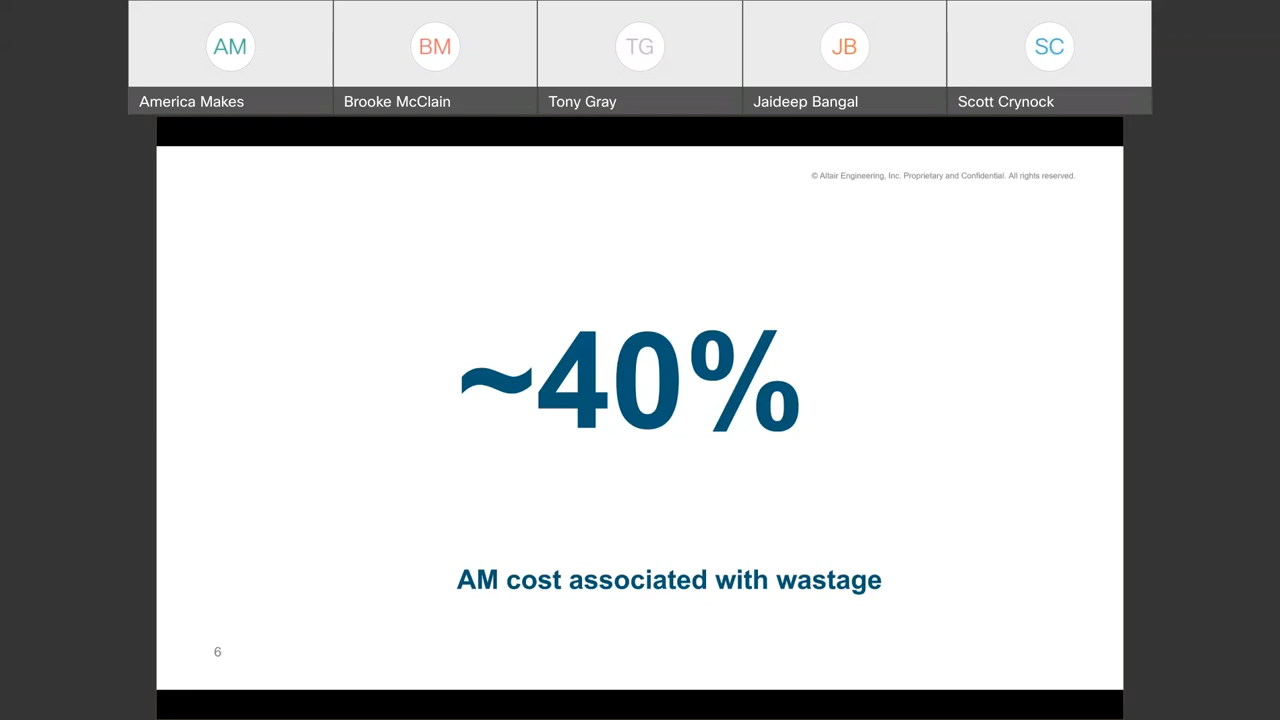 AM
BM
TG
JB
SC
America Makes
Brooke McClain
Tony Gray
Jaideep Bangal
Scott Crynock
© Altair Engineering, Inc. Proprietary and Confidential. All rights reserved.
~40%
AM cost associated with wastage
6